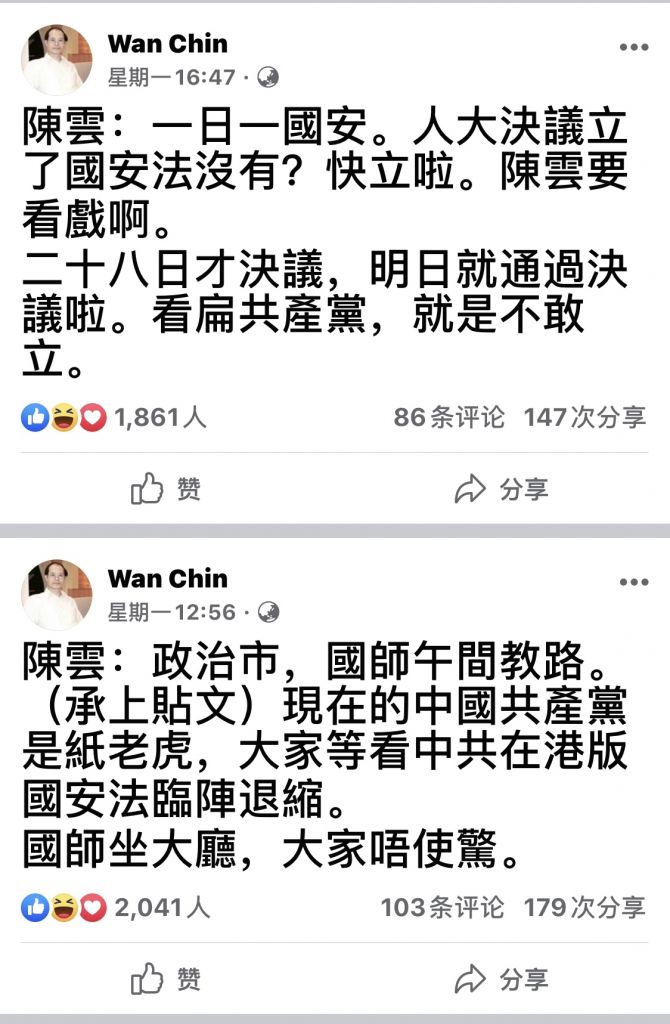 Wan Chin
星期一16:47 ·
陳雲：一日一國安。人大決議立
了國安法沒有？快立啦。陳雲要
看戲啊。
二十八日才決議，明日就通過決
議啦。看扁共產黨，就是不敢
立。
1,861人 86条评论 147次分享
赞 分享
Wan Chin
星期一12:56 ·
陳雲：政治市，國師午間教路。
（承上貼文）現在的中國共產黨
是紙老虎，大家等看中共在港版
國安法臨陣退縮。
國師坐大廳，大家唔使驚。
2,041人 103条评论 179次分享
赞 分享